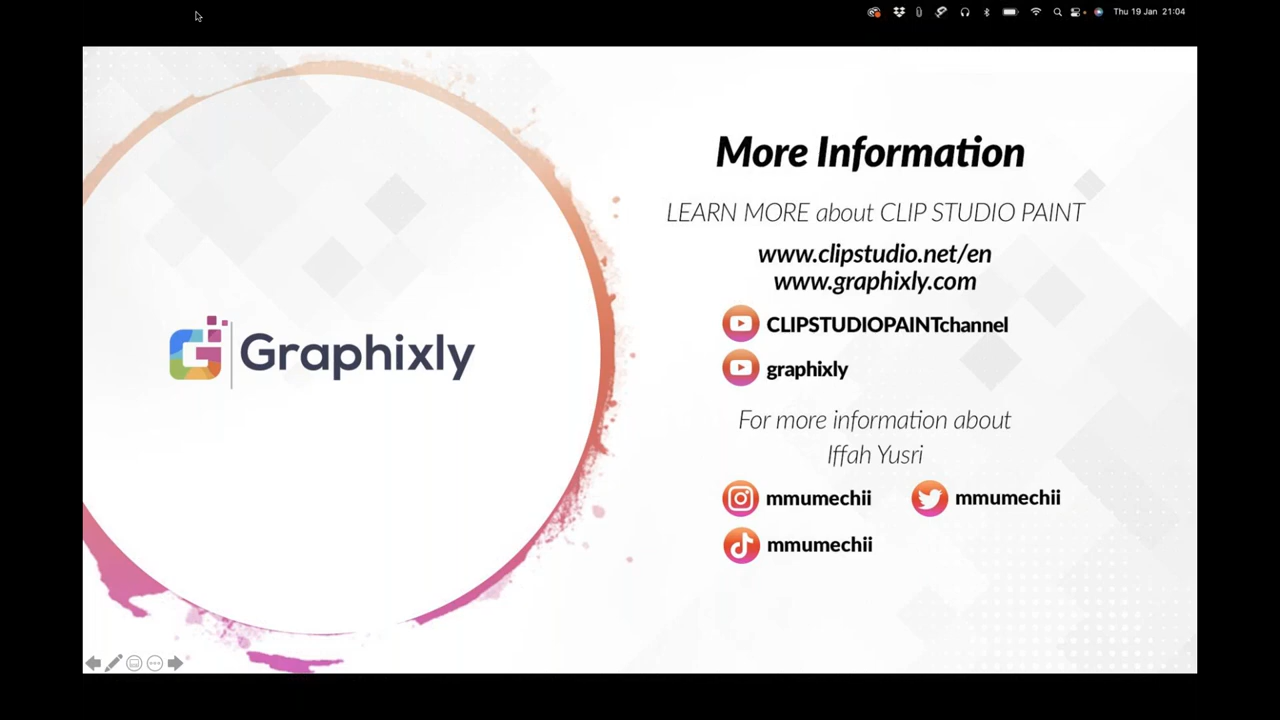 Thu 19 Jan 21:04
More Information
LEARN MORE about CLIP STUDIO PAINT
www.clipstudio.net/en
www.graphixly.com
CLIPSTUDIOPAINTchannel
graphixly
Graphixly
For more information about
Iffah Yusri
mmumechii
mmumechii
mmumechii